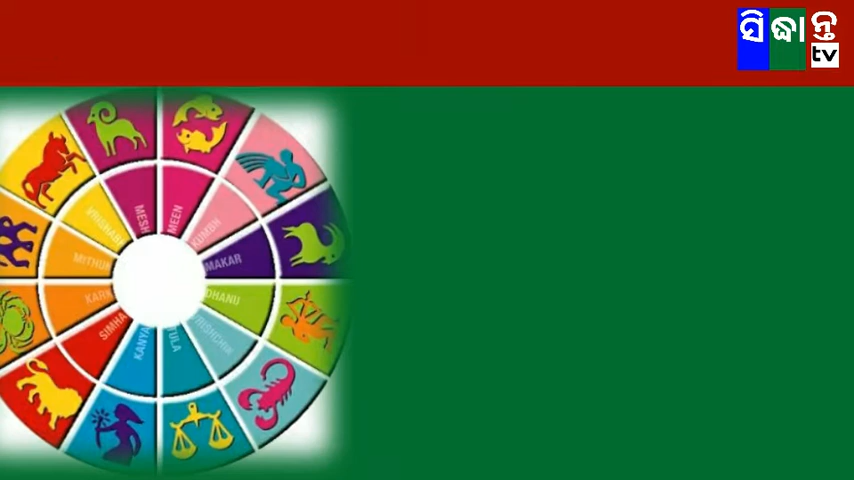 ସିଦ୍ଧାନ୍ତ
tv
MESH
MEEN
VRISHABH
KUMBH
MITHUN
MAKAR
KARK
DHANU
SIMHA
VRISHCHIK
KANYA
TULA